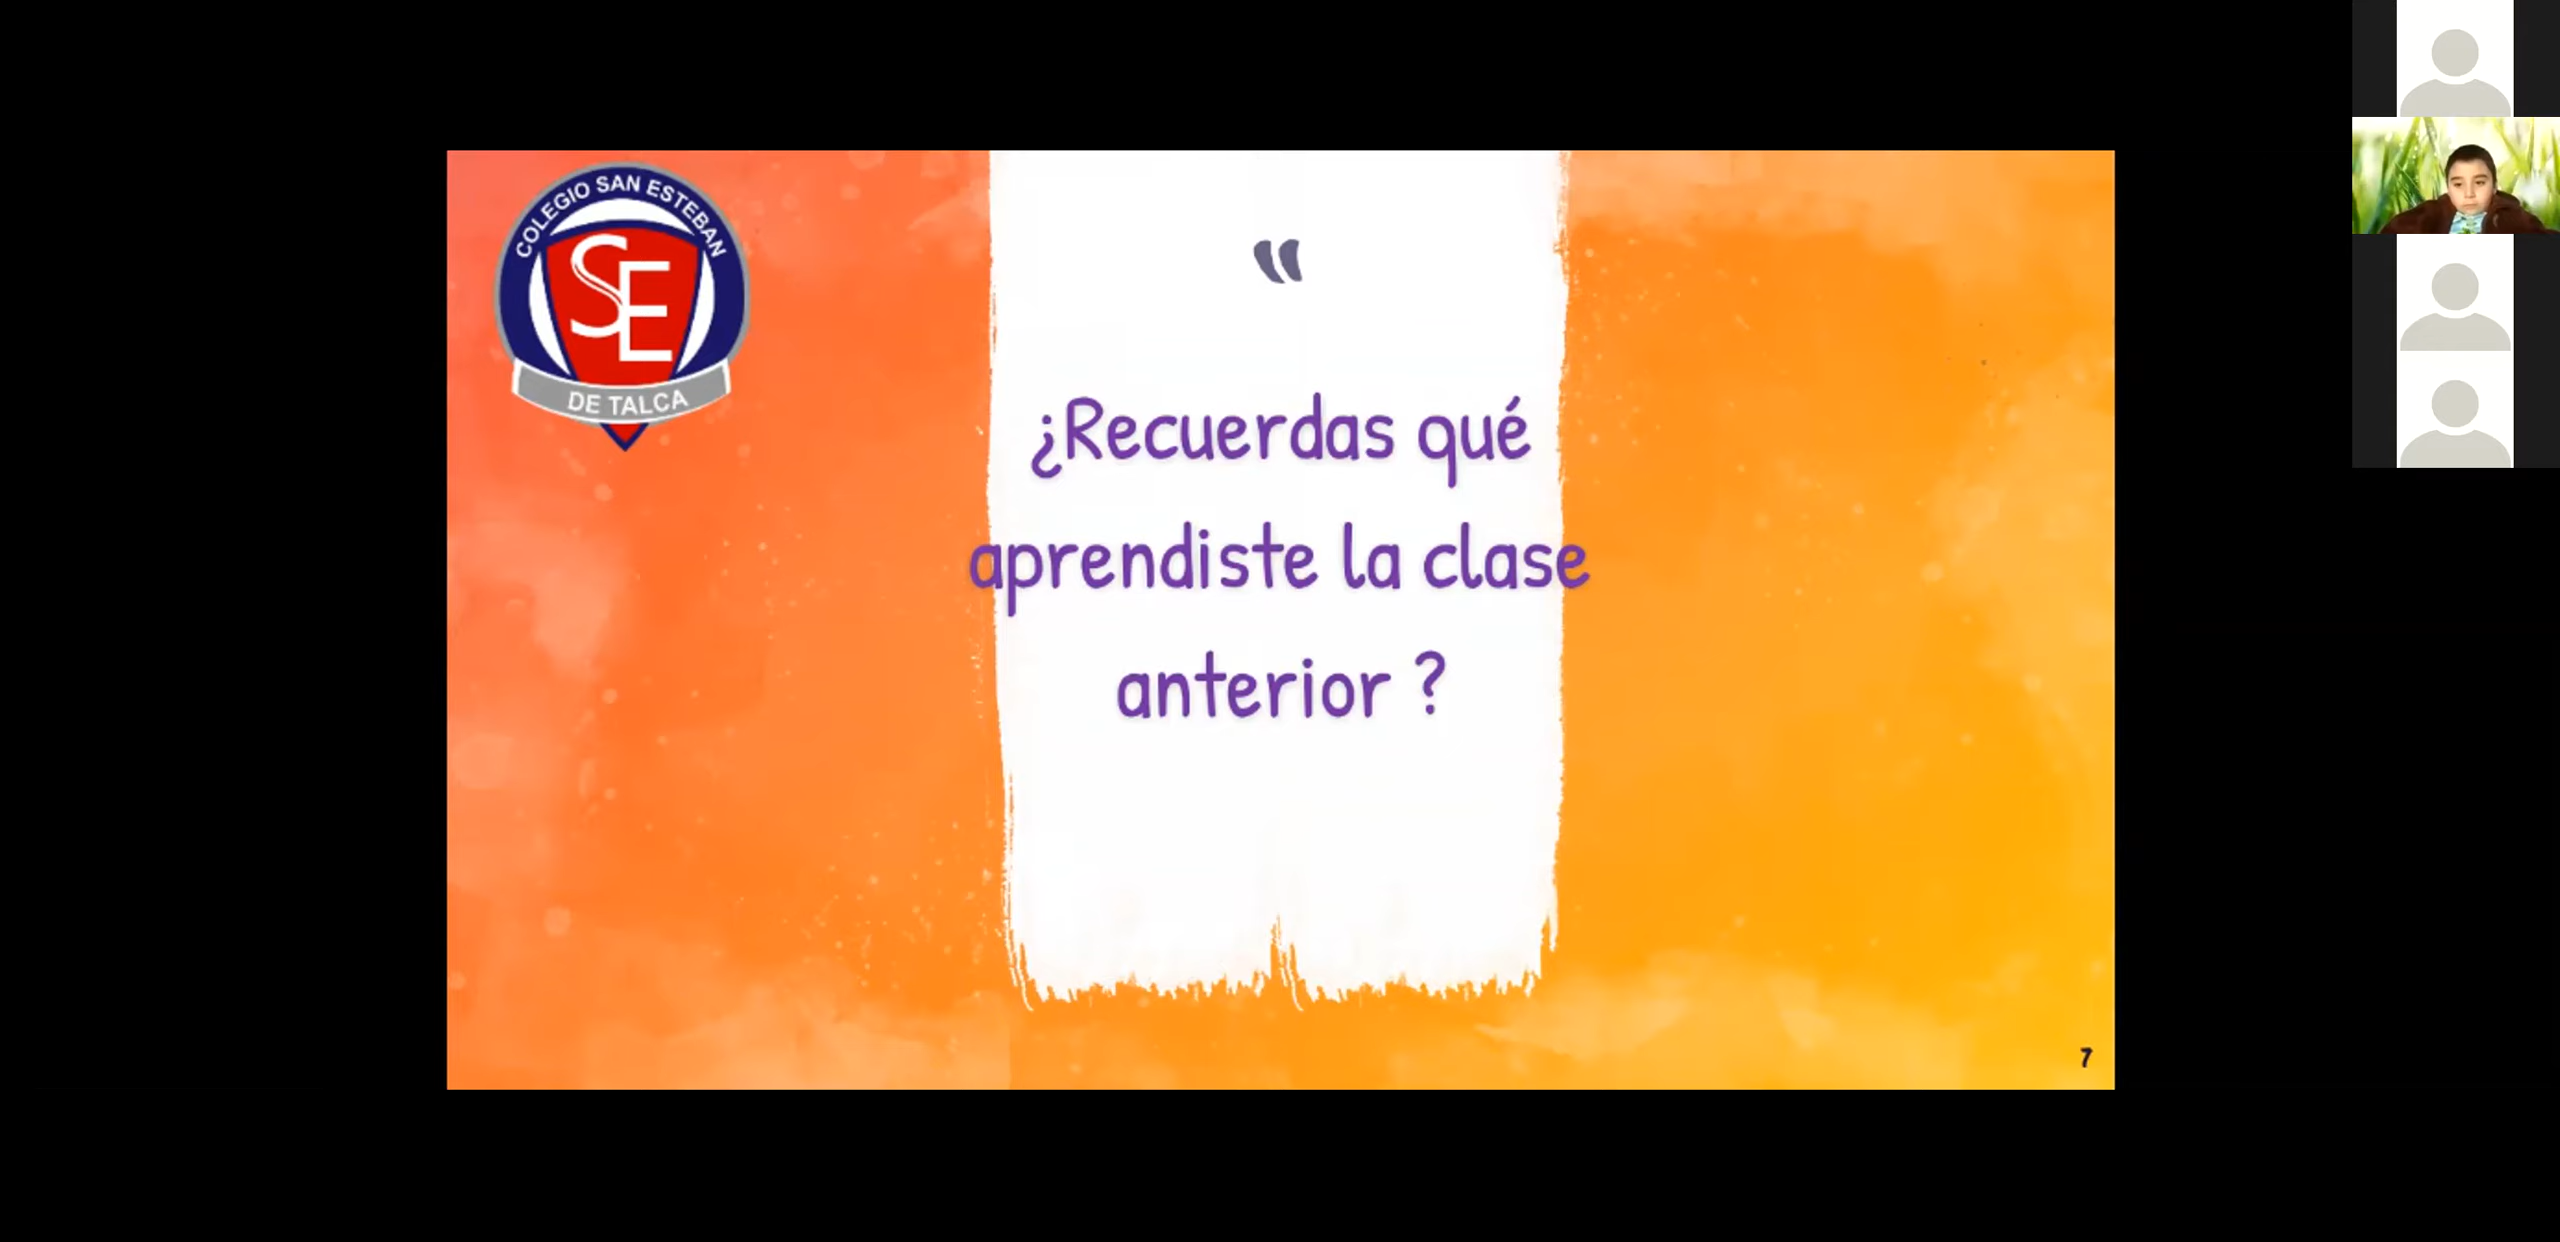 COLEGIO SAN ESTEBAN
SE
DE TALCA
“
¿Recuerdas qué
aprendiste la clase
anterior ?
7